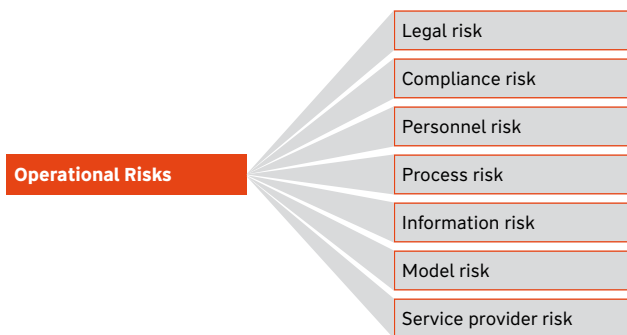 Legal risk
Compliance risk
Personnel risk
Operational Risks
Process risk
Information risk
Model risk
Service provider risk